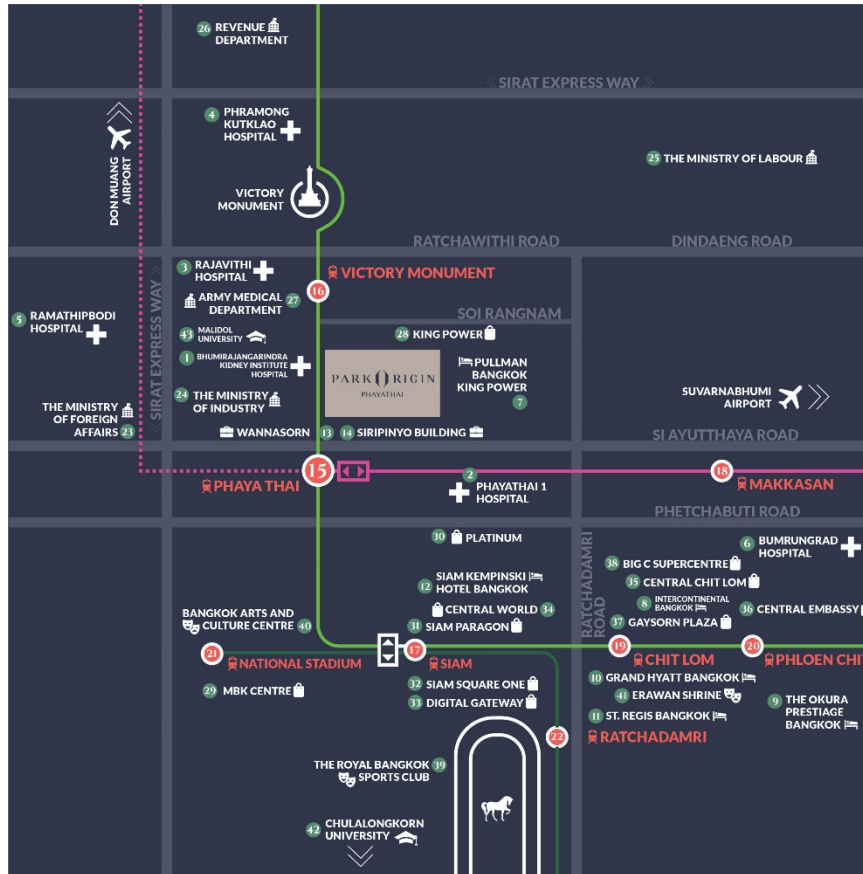 26 REVENUE
DEPARTMENT
<< SIRAT EXPRESS WAY >>
4 PHRAMONG
KUTKLAO
HOSPITAL
DON MUANG
AIRPORT
25 THE MINISTRY OF LABOUR
VICTORY
MONUMENT
RATCHAWITHI ROAD
DINDAENG ROAD
3 RAJAVITHI
HOSPITAL
VICTORY MONUMENT
16
ARMY MEDICAL
DEPARTMENT 27
5 RAMATHIPBODI
HOSPITAL
<< SIRAT EXPRESS WAY >>
SOI RANGNAM
43 MALIDOL
UNIVERSITY
28 KING POWER
1 BHUMIRAJANGARINDRA
KIDNEY INSTITUTE
HOSPITAL
PARK ORIGIN
PHAYATHAI
PULLMAN
BANGKOK
KING POWER
7
24 THE MINISTRY
OF INDUSTRY
SUVARNABHUMI
AIRPORT
THE MINISTRY
OF FOREIGN
AFFAIRS 23
WANNASORN 13
14 SIRIPINYO BUILDING
SI AYUTTHAYA ROAD
15
PHAYA THAI
2
PHAYATHAI 1
HOSPITAL
18
MAKKASAN
PHETCHABUTI ROAD
30 PLATINUM
RATCHADAMRI
ROAD
6 BUMRUNGRAD
HOSPITAL
38 BIG C SUPERCENTRE
12 SIAM KEMPINSKI
HOTEL BANGKOK
35 CENTRAL CHIT LOM
8 INTERCONTINENTAL
BANGKOK
CENTRAL WORLD 34
36 CENTRAL EMBASSY
BANGKOK ARTS AND
CULTURE CENTRE 40
31 SIAM PARAGON
37 GAYSORN PLAZA
21
NATIONAL STADIUM
17
SIAM
19
CHIT LOM
20
PHLOEN CHIT
29 MBK CENTRE
32 SIAM SQUARE ONE
33 DIGITAL GATEWAY
10 GRAND HYATT BANGKOK
41 ERAWAN SHRINE
11 ST. REGIS BANGKOK
9 THE OKURA
PRESTIAGE
BANGKOK
22
RATCHADAMRI
THE ROYAL BANGKOK 39
SPORTS CLUB
42 CHULALONGKORN
UNIVERSITY